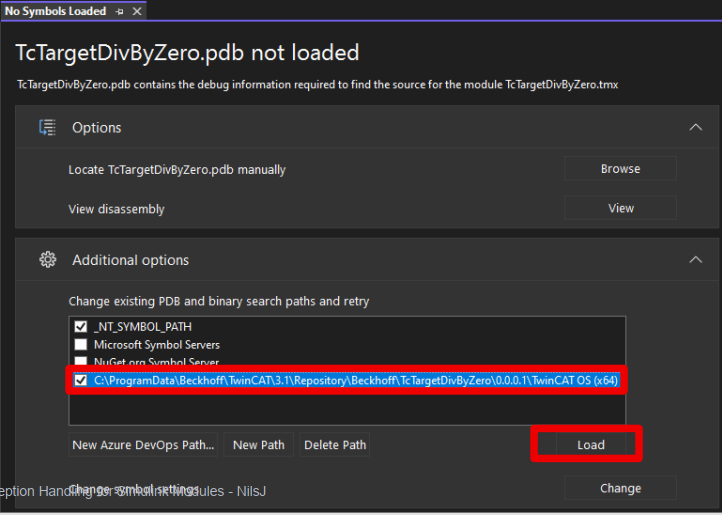 No Symbols Loaded
TcTargetDivByZero.pdb not loaded
TcTargetDivByZero.pdb contains the debug information required to find the source for the module TcTargetDivByZero.tmx
Options
Locate TcTargetDivByZero.pdb manually
Browse
View disassembly
View
Additional options
Change existing PDB and binary search paths and retry
_NT_SYMBOL_PATH
Microsoft Symbol Servers
NuGet.org Symbol Server
C:\ProgramData\Beckhoff\TwinCAT\3.1\Repository\Beckhoff\TcTargetDivByZero\0.0.0.1\TwinCAT OS (x64)
New Azure DevOps Path...
New Path
Delete Path
Load
Change symbol settings
Change
eption Handling for Simulink Modules - NilsJ